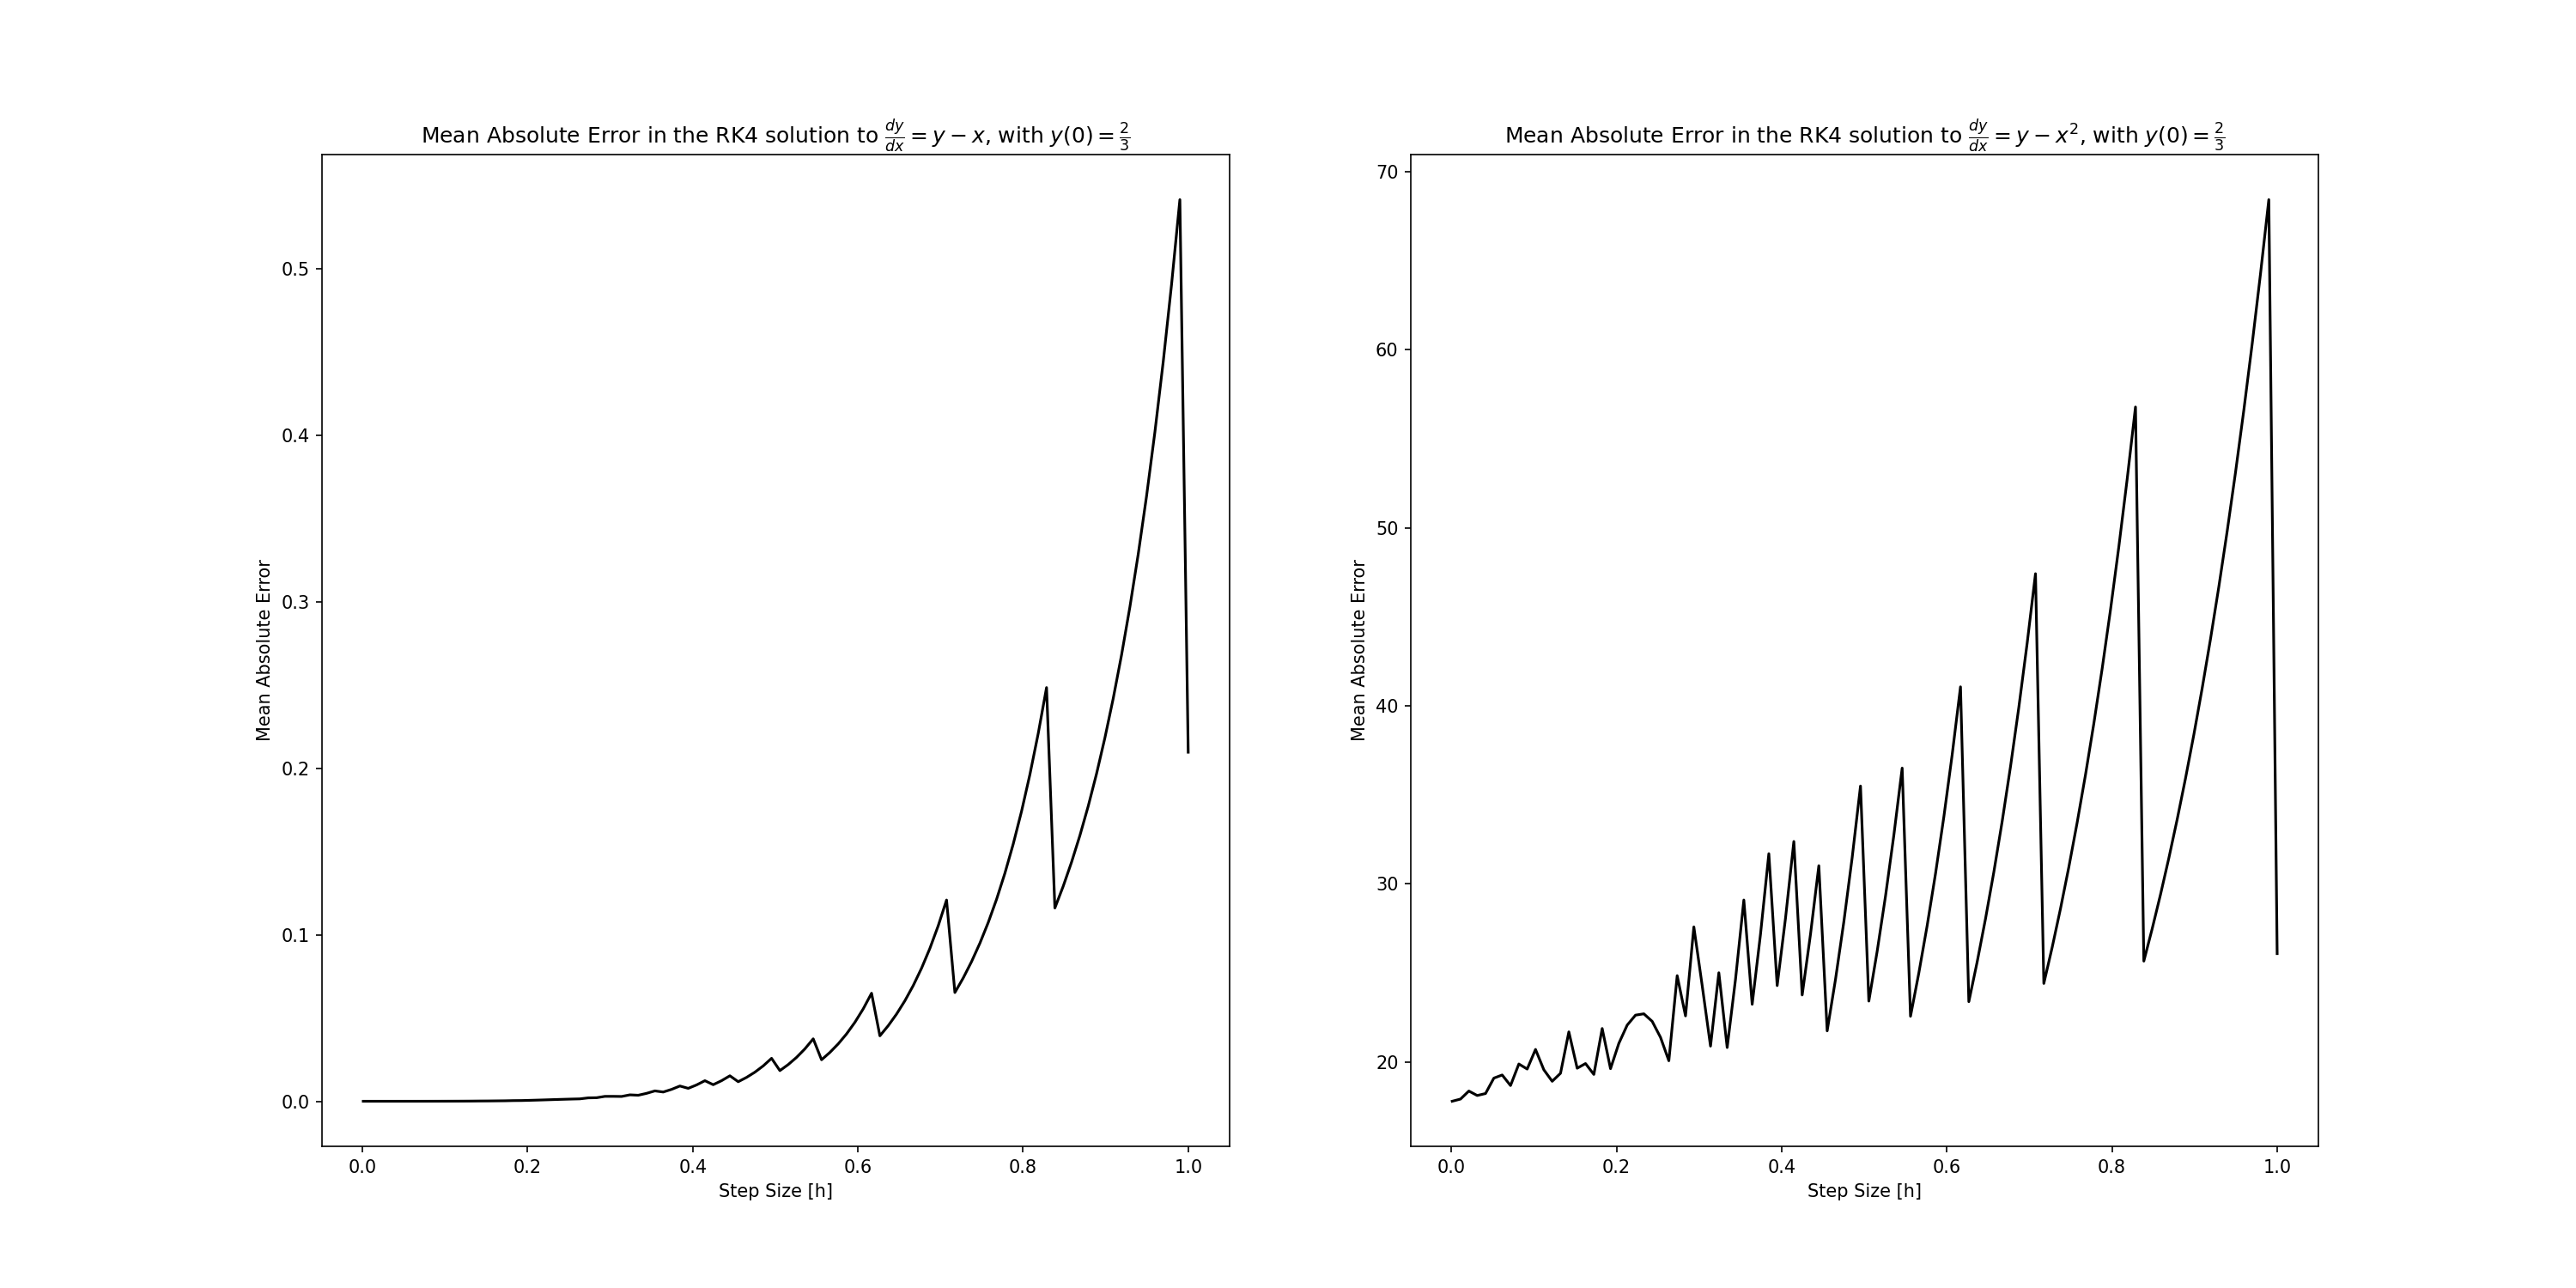 Mean Absolute Error in the RK4 solution to dy/dx = y − x, with y(0) = 2/3
Mean Absolute Error
0.5
0.4
0.3
0.2
0.1
0.0
0.0 0.2 0.4 0.6 0.8 1.0
Step Size [h]
Mean Absolute Error in the RK4 solution to dy/dx = y − x², with y(0) = 2/3
Mean Absolute Error
70
60
50
40
30
20
0.0 0.2 0.4 0.6 0.8 1.0
Step Size [h]